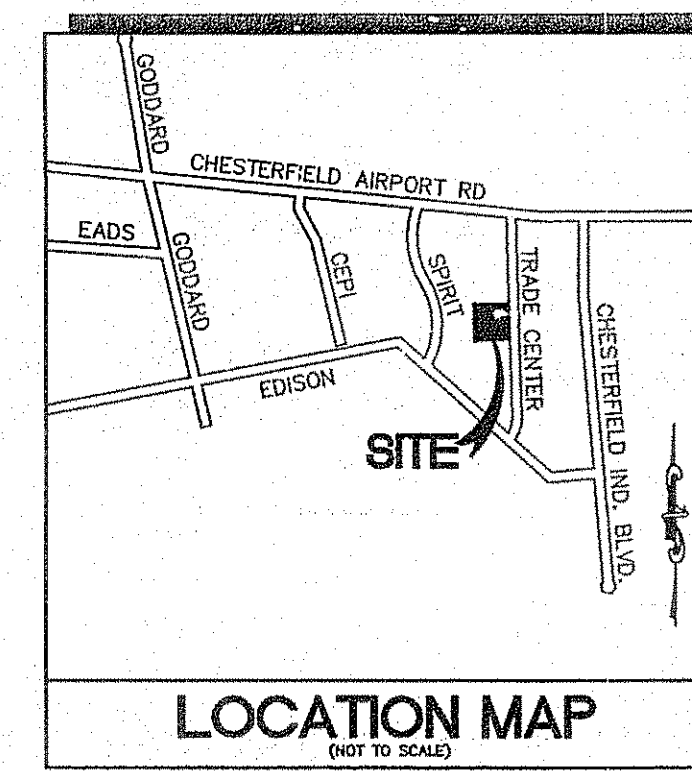 GODDARD
CHESTERFIELD AIRPORT RD
EADS
GODDARD
CEPI
SPIRIT
TRADE CENTER
CHESTERFIELD IND. BLVD.
EDISON
SITE
LOCATION MAP
(NOT TO SCALE)